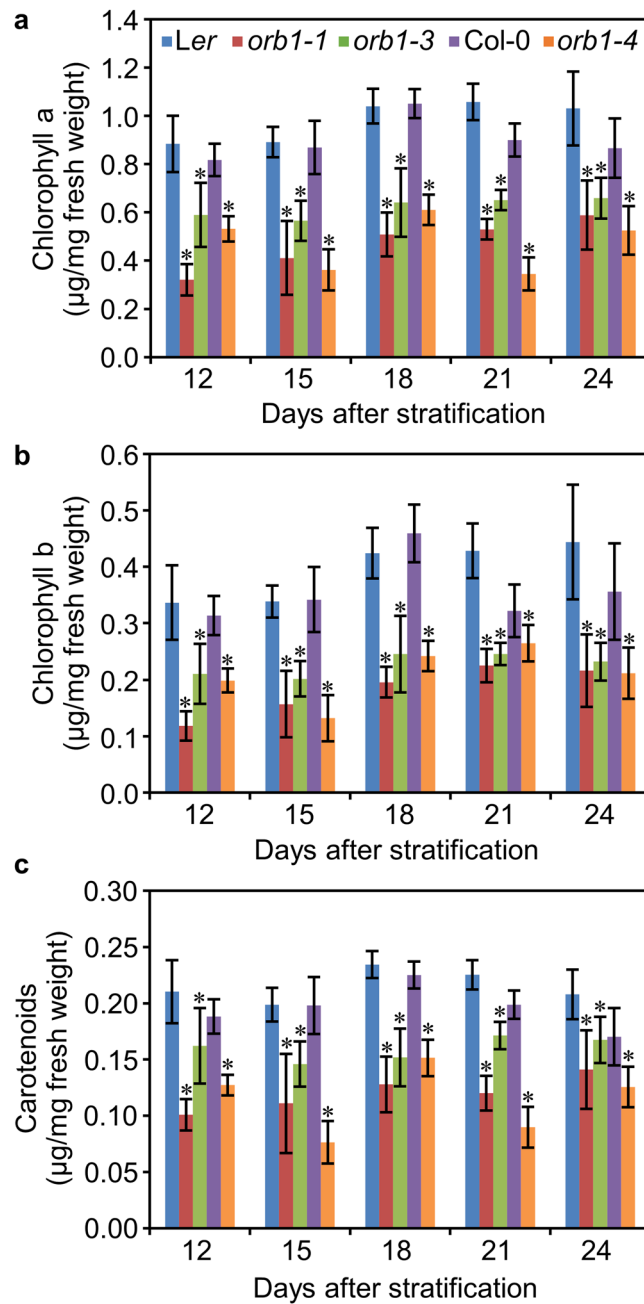 a
Ler orb1-1 orb1-3 Col-0 orb1-4
Chlorophyll a
(µg/mg fresh weight)
1.4
1.2
1.0
0.8
0.6
0.4
0.2
0.0
* * * * * * * * * * * * * * *
12 15 18 21 24
Days after stratification
b
Chlorophyll b
(µg/mg fresh weight)
0.6
0.5
0.4
0.3
0.2
0.1
0.0
* * * * * * * * * * * * * * *
12 15 18 21 24
Days after stratification
c
Carotenoids
(µg/mg fresh weight)
0.30
0.25
0.20
0.15
0.10
0.05
0.00
* * * * * * * * * * * * * * *
12 15 18 21 24
Days after stratification